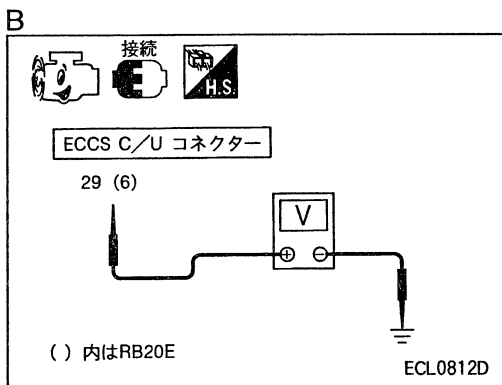 B
接続
H.S.
ECCS C/U コネクター
29 (6)
V
⊕ ⊖
( ) 内はRB20E
ECL0812D